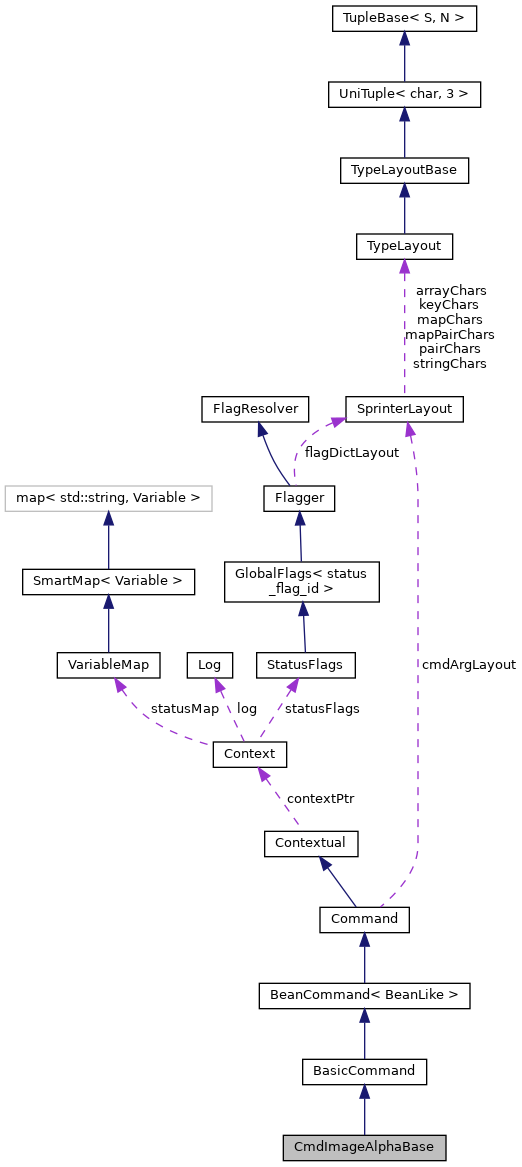 TupleBase< S, N >
UniTuple< char, 3 >
TypeLayoutBase
TypeLayout
arrayChars
keyChars
mapChars
mapPairChars
pairChars
stringChars
FlagResolver
SprinterLayout
flagDictLayout
map< std::string, Variable >
Flagger
SmartMap< Variable >
GlobalFlags< status
_flag_id >
VariableMap
Log
StatusFlags
cmdArgLayout
statusMap
log
statusFlags
Context
contextPtr
Contextual
Command
BeanCommand< BeanLike >
BasicCommand
CmdImageAlphaBase